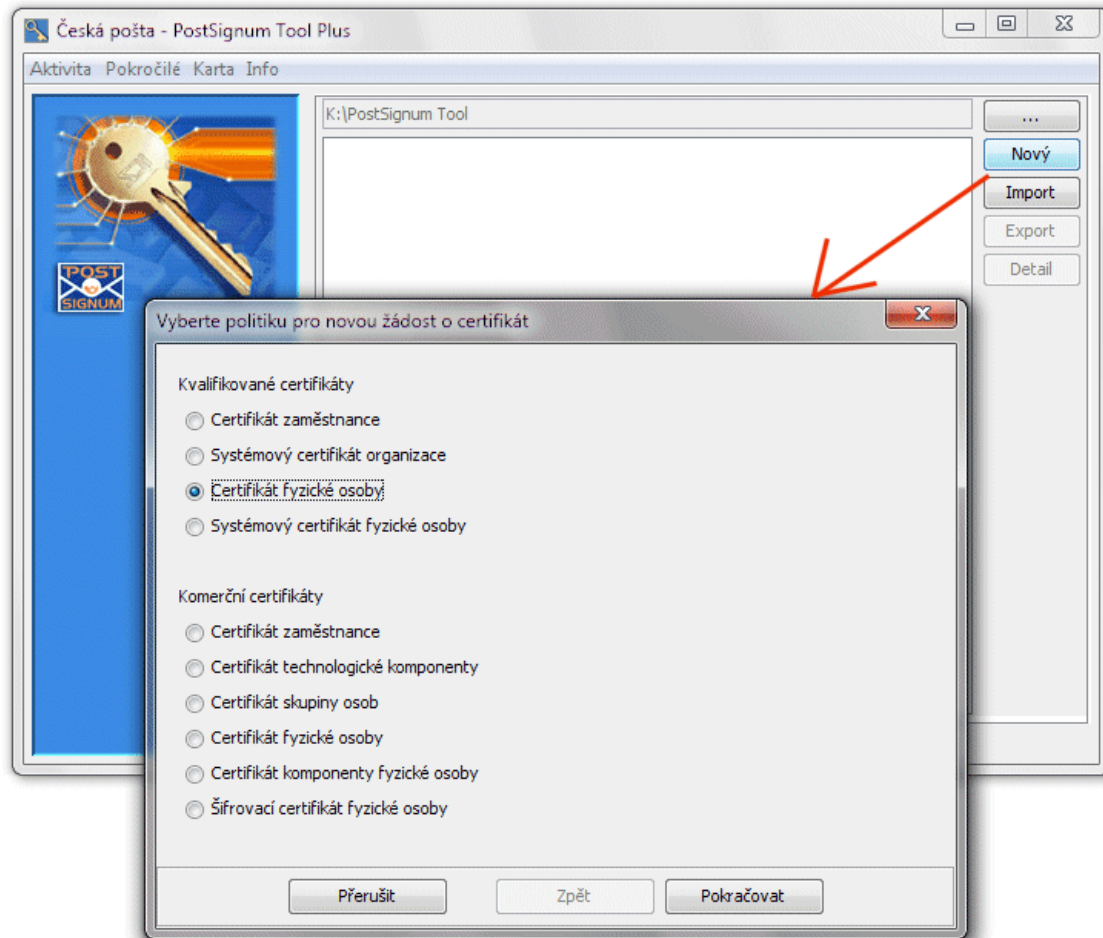 Česká pošta - PostSignum Tool Plus
Aktivita Pokročilé Karta Info
K:\PostSignum Tool
...
Nový
Import
Export
Detail
POST
SIGNUM
Vyberte politiku pro novou žádost o certifikát
Kvalifikované certifikáty
Certifikát zaměstnance
Systémový certifikát organizace
Certifikát fyzické osoby
Systémový certifikát fyzické osoby
Komerční certifikáty
Certifikát zaměstnance
Certifikát technologické komponenty
Certifikát skupiny osob
Certifikát fyzické osoby
Certifikát komponenty fyzické osoby
Šifrovací certifikát fyzické osoby
Přerušit Zpět Pokračovat